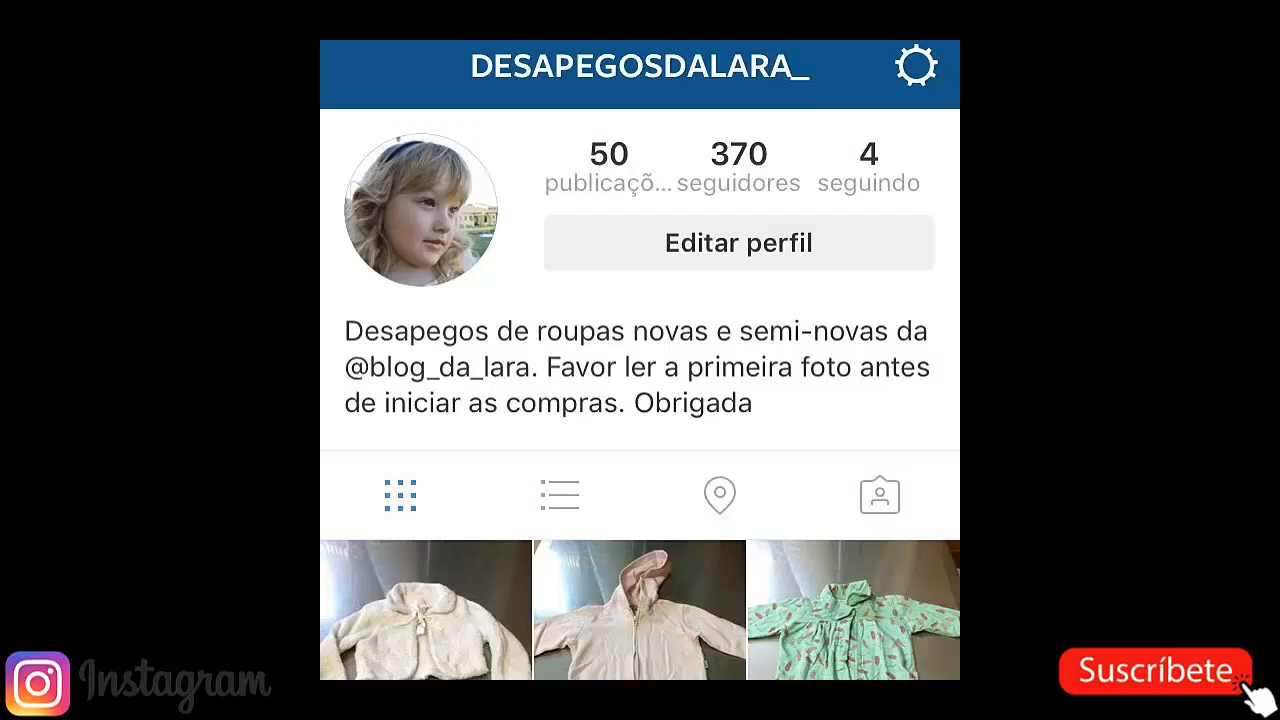 DESAPEGOSDALARA_
50 370 4
publicaçõ... seguidores seguindo
Editar perfil
Desapegos de roupas novas e semi-novas da
@blog_da_lara. Favor ler a primeira foto antes
de iniciar as compras. Obrigada
Instagram
Suscríbete